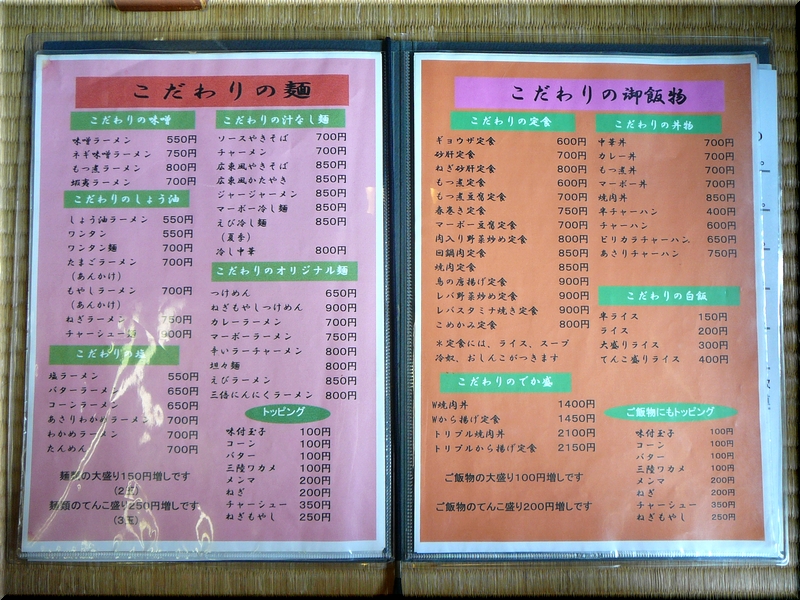 こだわりの麺
こだわりの味噌
味噌ラーメン 550円
ネギ味噌ラーメン 750円
もつ煮ラーメン 800円
蝦夷ラーメン 700円
こだわりのしょう油
しょう油ラーメン 550円
ワンタン 550円
ワンタン麺 700円
たまごラーメン 700円
（あんかけ）
もやしラーメン 700円
（あんかけ）
ねぎラーメン 750円
チャーシュー麺 900円
こだわりの塩
塩ラーメン 550円
バターラーメン 650円
コーンラーメン 650円
あさりわかめラーメン 700円
わかめラーメン 700円
たんめん 700円
麺類の大盛り150円増しです
（2玉）
麺類のてんこ盛り250円増しです
（3玉）
こだわりの汁なし麺
ソースやきそば 700円
チャーメン 700円
広東風やきそば 850円
広東風かたやき 850円
ジャージャーメン 850円
マーボー冷し麺 850円
えび冷し麺 850円
（夏季）
冷し中華 800円
こだわりのオリジナル麺
つけめん 650円
ねぎもやしつけめん 900円
カレーラーメン 700円
マーボーラーメン 750円
辛いラーチャーメン 800円
坦々麺 800円
えびラーメン 850円
三倍にんにくラーメン 800円
トッピング
味付玉子 100円
コーン 100円
バター 100円
三陸ワカメ 100円
メンマ 200円
ねぎ 200円
チャーシュー 350円
ねぎもやし 250円
こだわりの御飯物
こだわりの定食
ギョウザ定食 600円
砂肝定食 700円
ねぎ砂肝定食 800円
もつ煮定食 600円
もつ煮豆腐定食 700円
春巻き定食 750円
マーボー豆腐定食 700円
肉入り野菜炒め定食 800円
回鍋肉定食 850円
焼肉定食 850円
鳥の唐揚げ定食 900円
レバ野菜炒め定食 900円
レバスタミナ焼き定食 900円
こめかみ定食 800円
＊定食には、ライス、スープ
冷奴、おしんこがつきます
こだわりのでか盛
W焼肉丼 1400円
Wから揚げ定食 1450円
トリプル焼肉丼 2100円
トリプルから揚げ定食 2150円
ご飯物の大盛り100円増しです
ご飯物のてんこ盛り200円増しです
こだわりの丼物
中華丼 700円
カレー丼 700円
もつ煮丼 700円
マーボー丼 700円
焼肉丼 850円
半チャーハン 400円
チャーハン 600円
ピリカラチャーハン 650円
あさりチャーハン 750円
こだわりの白飯
半ライス 150円
ライス 200円
大盛りライス 300円
てんこ盛りライス 400円
ご飯物にもトッピング
味付玉子 100円
コーン 100円
バター 100円
三陸ワカメ 100円
メンマ 200円
ねぎ 200円
チャーシュー 350円
ねぎもやし 250円